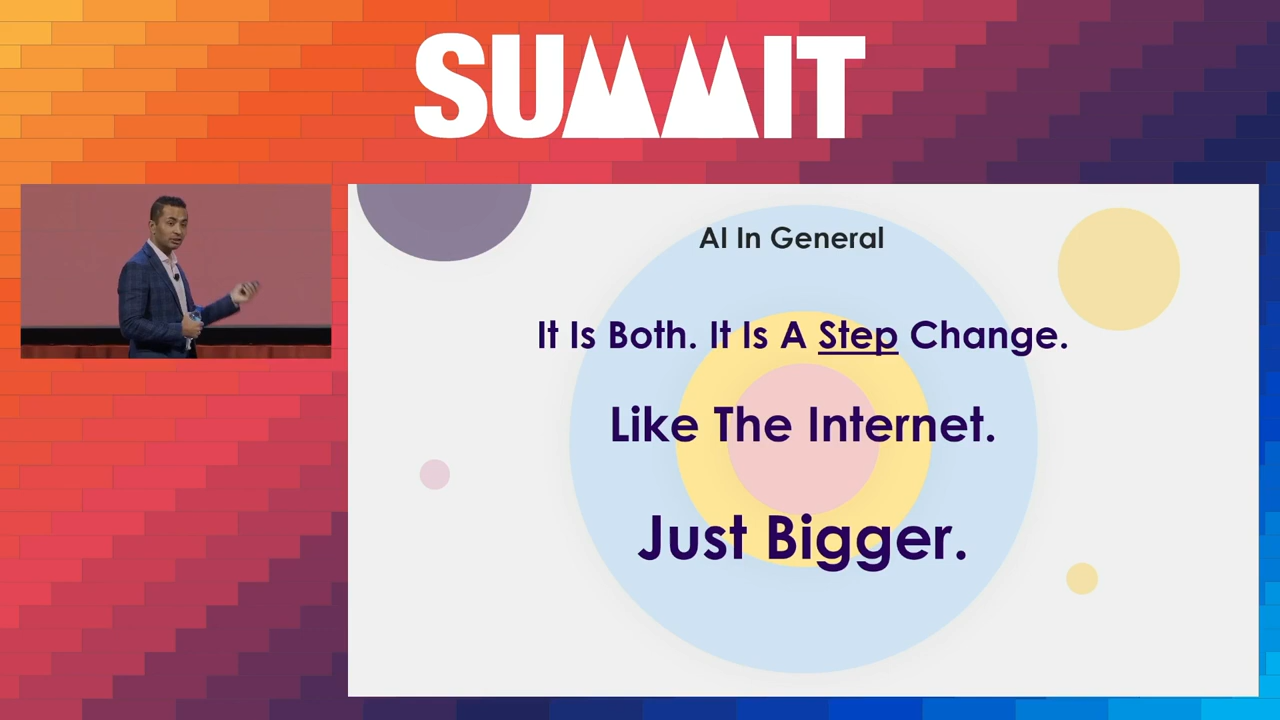 SUMMIT
AI In General
It Is Both. It Is A Step Change.
Like The Internet.
Just Bigger.